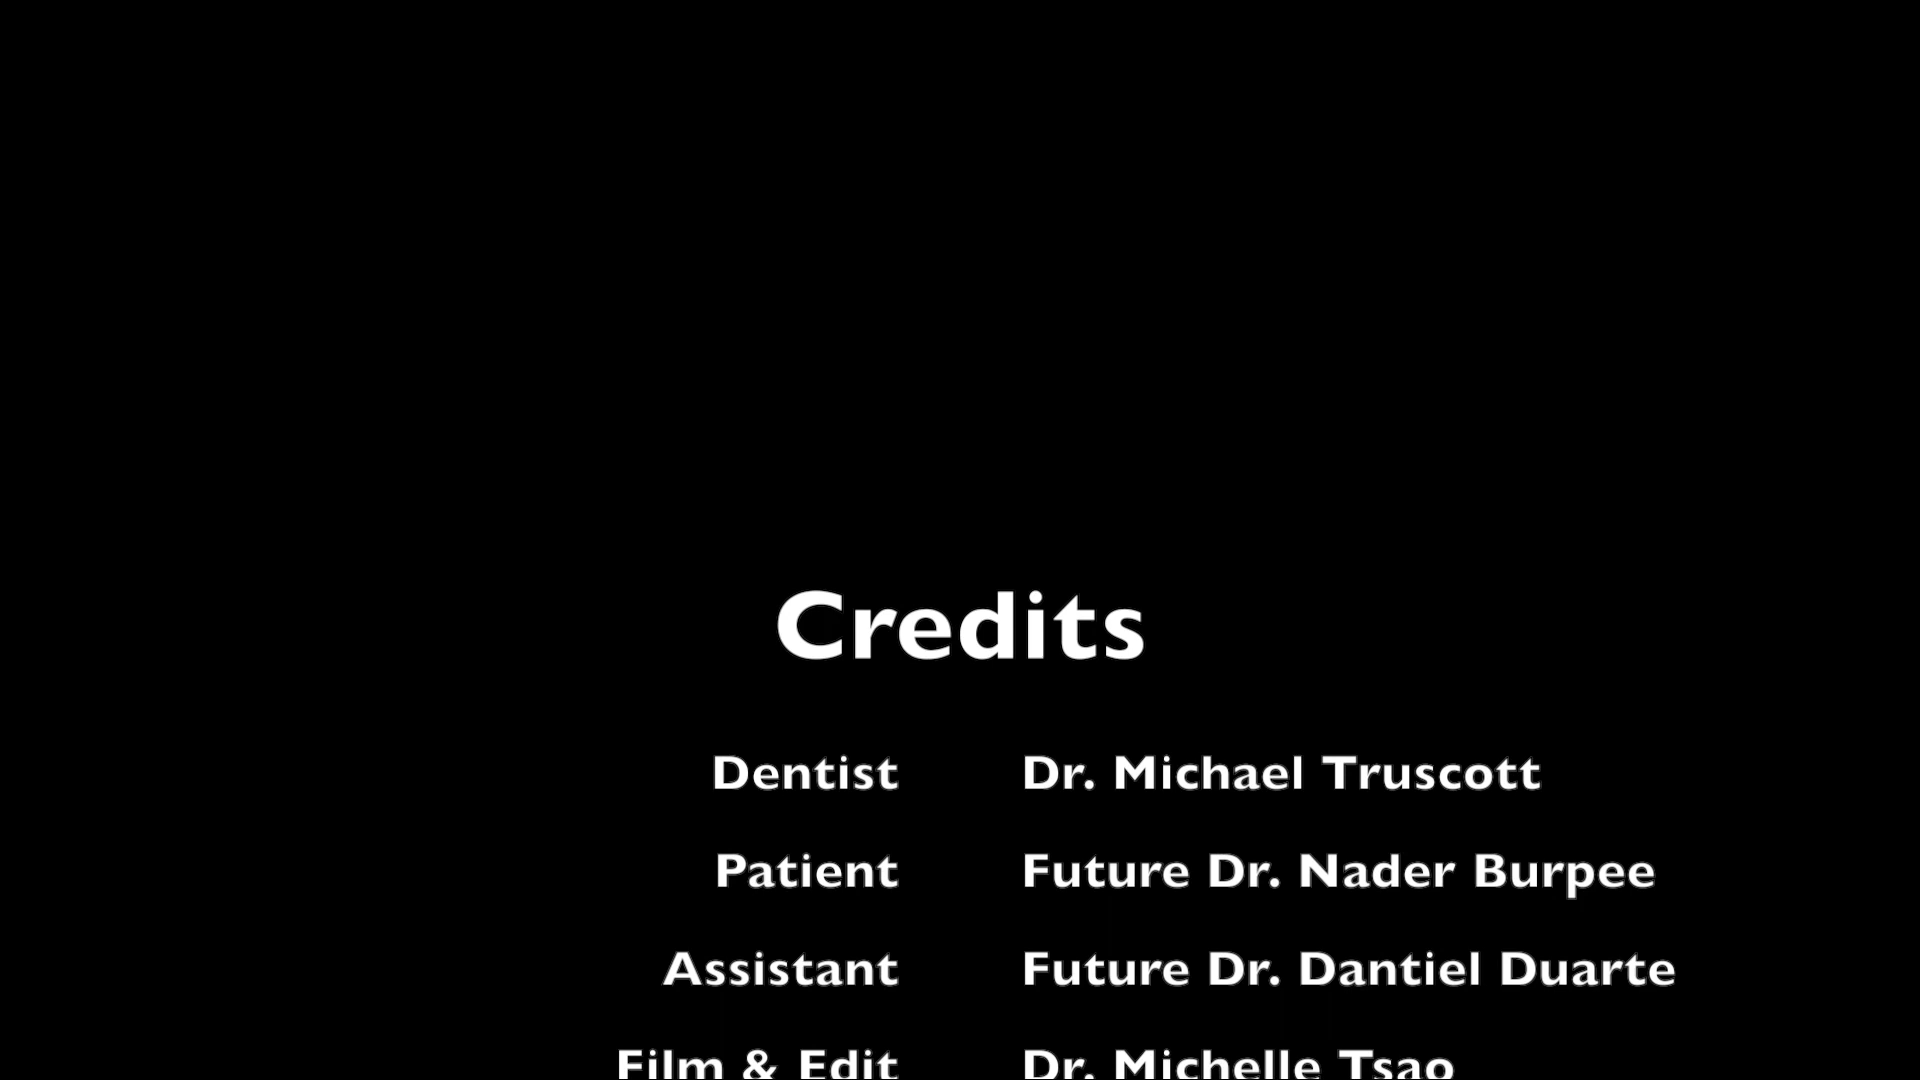 Credits
Dentist Dr. Michael Truscott
Patient Future Dr. Nader Burpee
Assistant Future Dr. Dantiel Duarte
Film & Edit Dr. Michelle Tsao